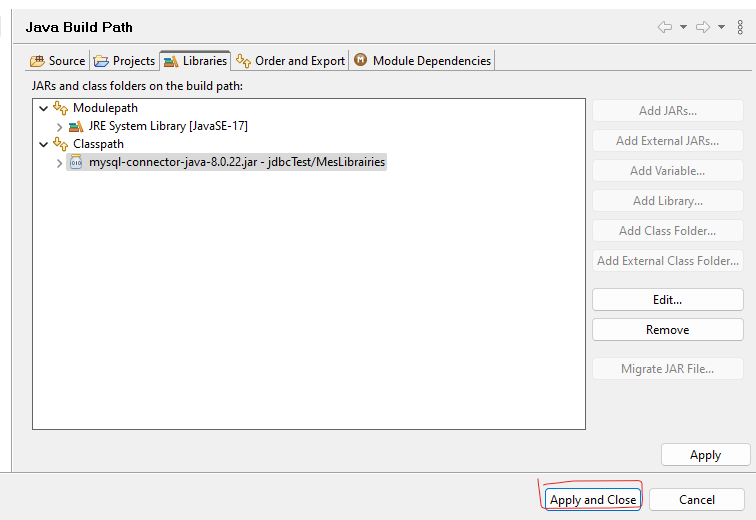 Java Build Path
Source Projects Libraries Order and Export Module Dependencies
JARs and class folders on the build path:
Modulepath
JRE System Library [JavaSE-17]
Classpath
mysql-connector-java-8.0.22.jar - jdbcTest/MesLibrairies
Add JARs...
Add External JARs...
Add Variable...
Add Library...
Add Class Folder...
Add External Class Folder...
Edit...
Remove
Migrate JAR File...
Apply
Apply and Close Cancel